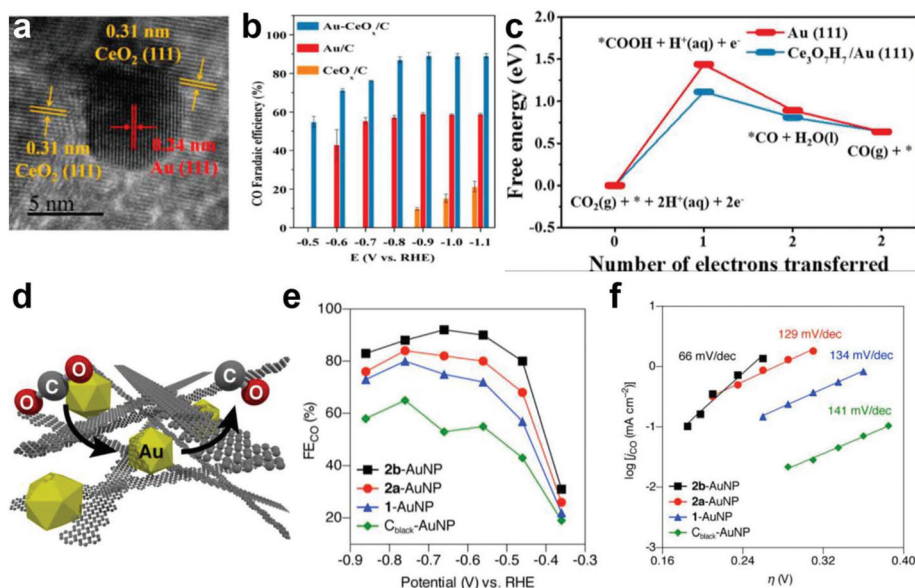 a
0.31 nm
CeO₂ (111)
0.31 nm
CeO₂ (111)
0.24 nm
Au (111)
5 nm
b
Au-CeOₓ/C
Au/C
CeOₓ/C
CO Faradaic efficiency (%)
100
80
60
40
20
0
-0.5 -0.6 -0.7 -0.8 -0.9 -1.0 -1.1
E (V vs. RHE)
c
Free energy (eV)
1.5
1.0
0.5
0.0
-0.5
*COOH + H⁺(aq) + e⁻
Au (111)
Ce₃O₇H₇/Au (111)
*CO + H₂O(l)
CO(g) + *
CO₂(g) + * + 2H⁺(aq) + 2e⁻
0 1 2 2
Number of electrons transferred
d
O C O
C O
Au
e
FE_CO (%)
100
80
60
40
20
2b-AuNP
2a-AuNP
1-AuNP
C_black-AuNP
-0.9 -0.8 -0.7 -0.6 -0.5 -0.4 -0.3
Potential (V) vs. RHE
f
log [j_CO (mA cm⁻²)]
1
0
-1
-2
-3
66 mV/dec
129 mV/dec
134 mV/dec
141 mV/dec
2b-AuNP
2a-AuNP
1-AuNP
C_black-AuNP
0.16 0.24 0.32 0.40
η (V)